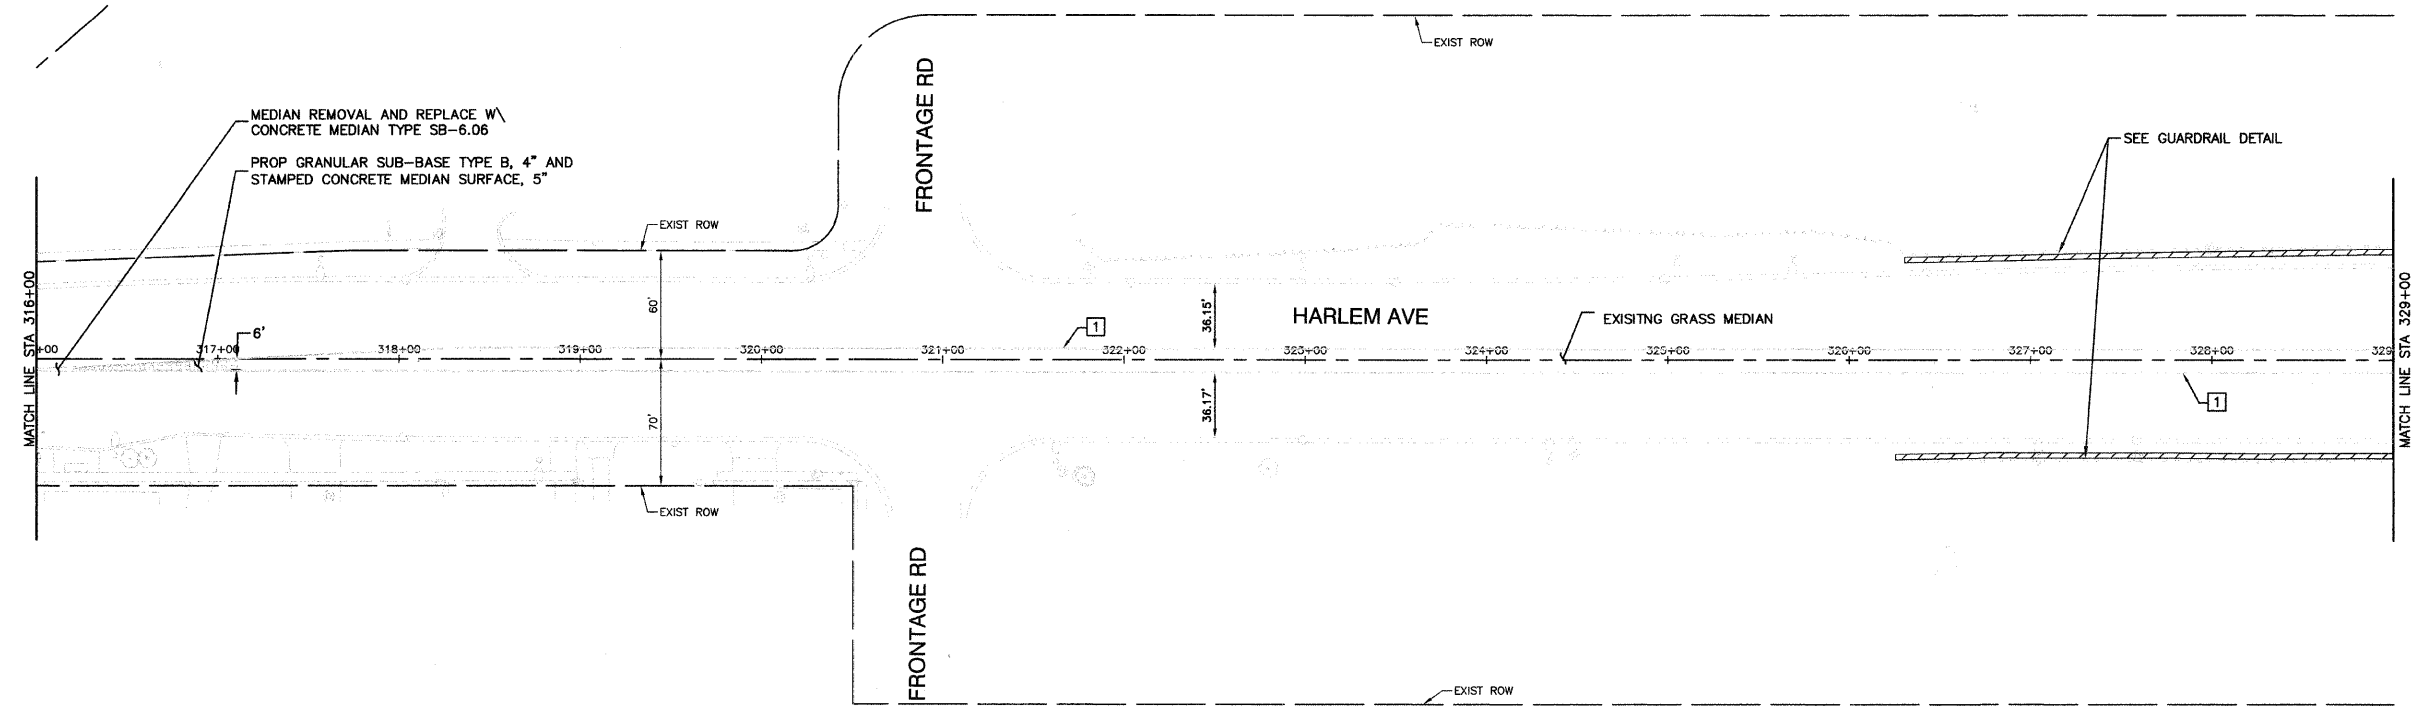 EXIST ROW
FRONTAGE RD
MEDIAN REMOVAL AND REPLACE W\
CONCRETE MEDIAN TYPE SB-6.06
PROP GRANULAR SUB-BASE TYPE B, 4" AND
STAMPED CONCRETE MEDIAN SURFACE, 5"
SEE GUARDRAIL DETAIL
EXIST ROW
MATCH LINE STA 316+00
60'
36.15'
HARLEM AVE
EXISITNG GRASS MEDIAN
1
6'
MATCH LINE STA 329+00
+00
317+00
318+00
319+00
320+00
321+00
322+00
323+00
324+00
325+00
326+00
327+00
328+00
329
70'
36.17'
1
EXIST ROW
FRONTAGE RD
EXIST ROW